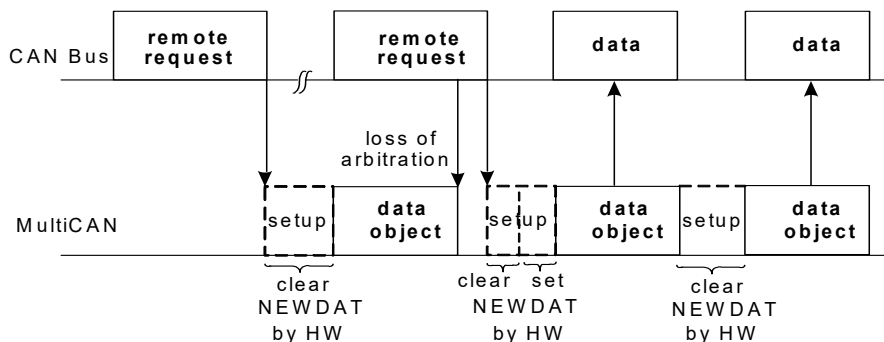 remote
request
remote
request
data
data
CAN Bus
loss of
arbitration
MultiCAN
setup
data
object
setup
data
object
setup
data
object
clear
NEWDAT
by HW
clear set
NEWDAT
by HW
clear
NEWDAT
by HW